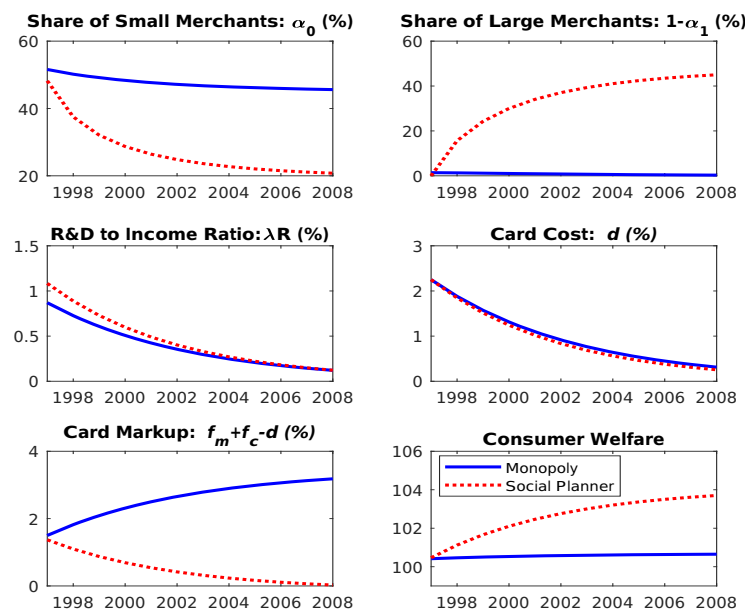 Share of Small Merchants: α0 (%)
60
40
20
1998 2000 2002 2004 2006 2008
Share of Large Merchants: 1-α1 (%)
60
40
20
0
1998 2000 2002 2004 2006 2008
R&D to Income Ratio:λR (%)
1.5
1
0.5
0
1998 2000 2002 2004 2006 2008
Card Cost: d (%)
3
2
1
0
1998 2000 2002 2004 2006 2008
Card Markup: fm+fc-d (%)
4
2
0
1998 2000 2002 2004 2006 2008
Consumer Welfare
106
104
102
100
Monopoly
Social Planner
1998 2000 2002 2004 2006 2008